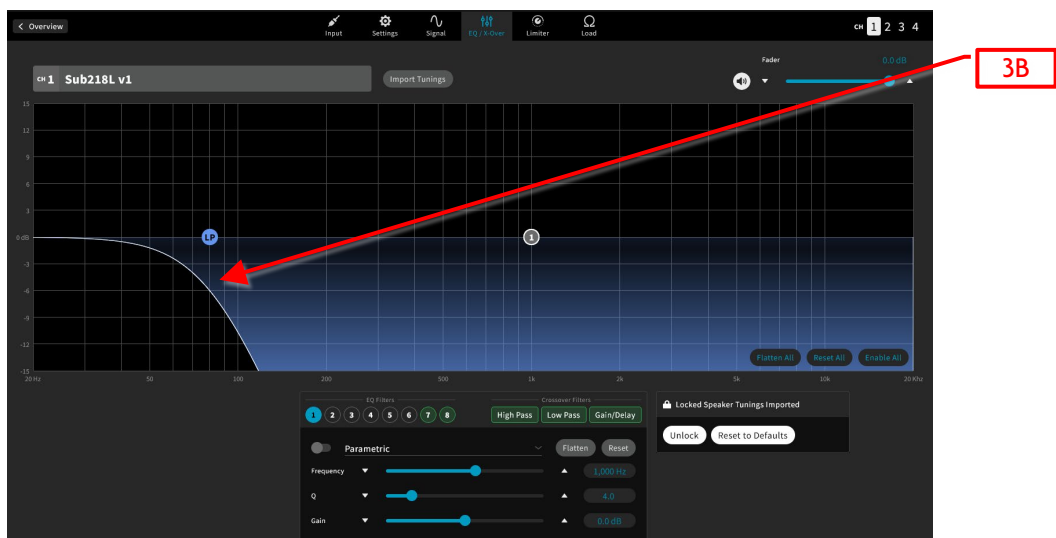 Overview
Input Settings Signal EQ / X-Over Limiter Load
CH 1 2 3 4
Fader 0.0 dB
3B
CH 1 Sub218L v1
Import Tunings
15
12
9
6
3
0 dB
LP
1
-3
-6
-9
-12
-15
Flatten All Reset All Enable All
20 Hz 50 100 200 500 1k 2k 5k 10k 20 Khz
EQ Filters Crossover Filters
1 2 3 4 5 6 7 8 High Pass Low Pass Gain/Delay
Locked Speaker Tunings Imported
Unlock Reset to Defaults
Parametric Flatten Reset
Frequency 1,000 Hz
Q 4.0
Gain 0.0 dB